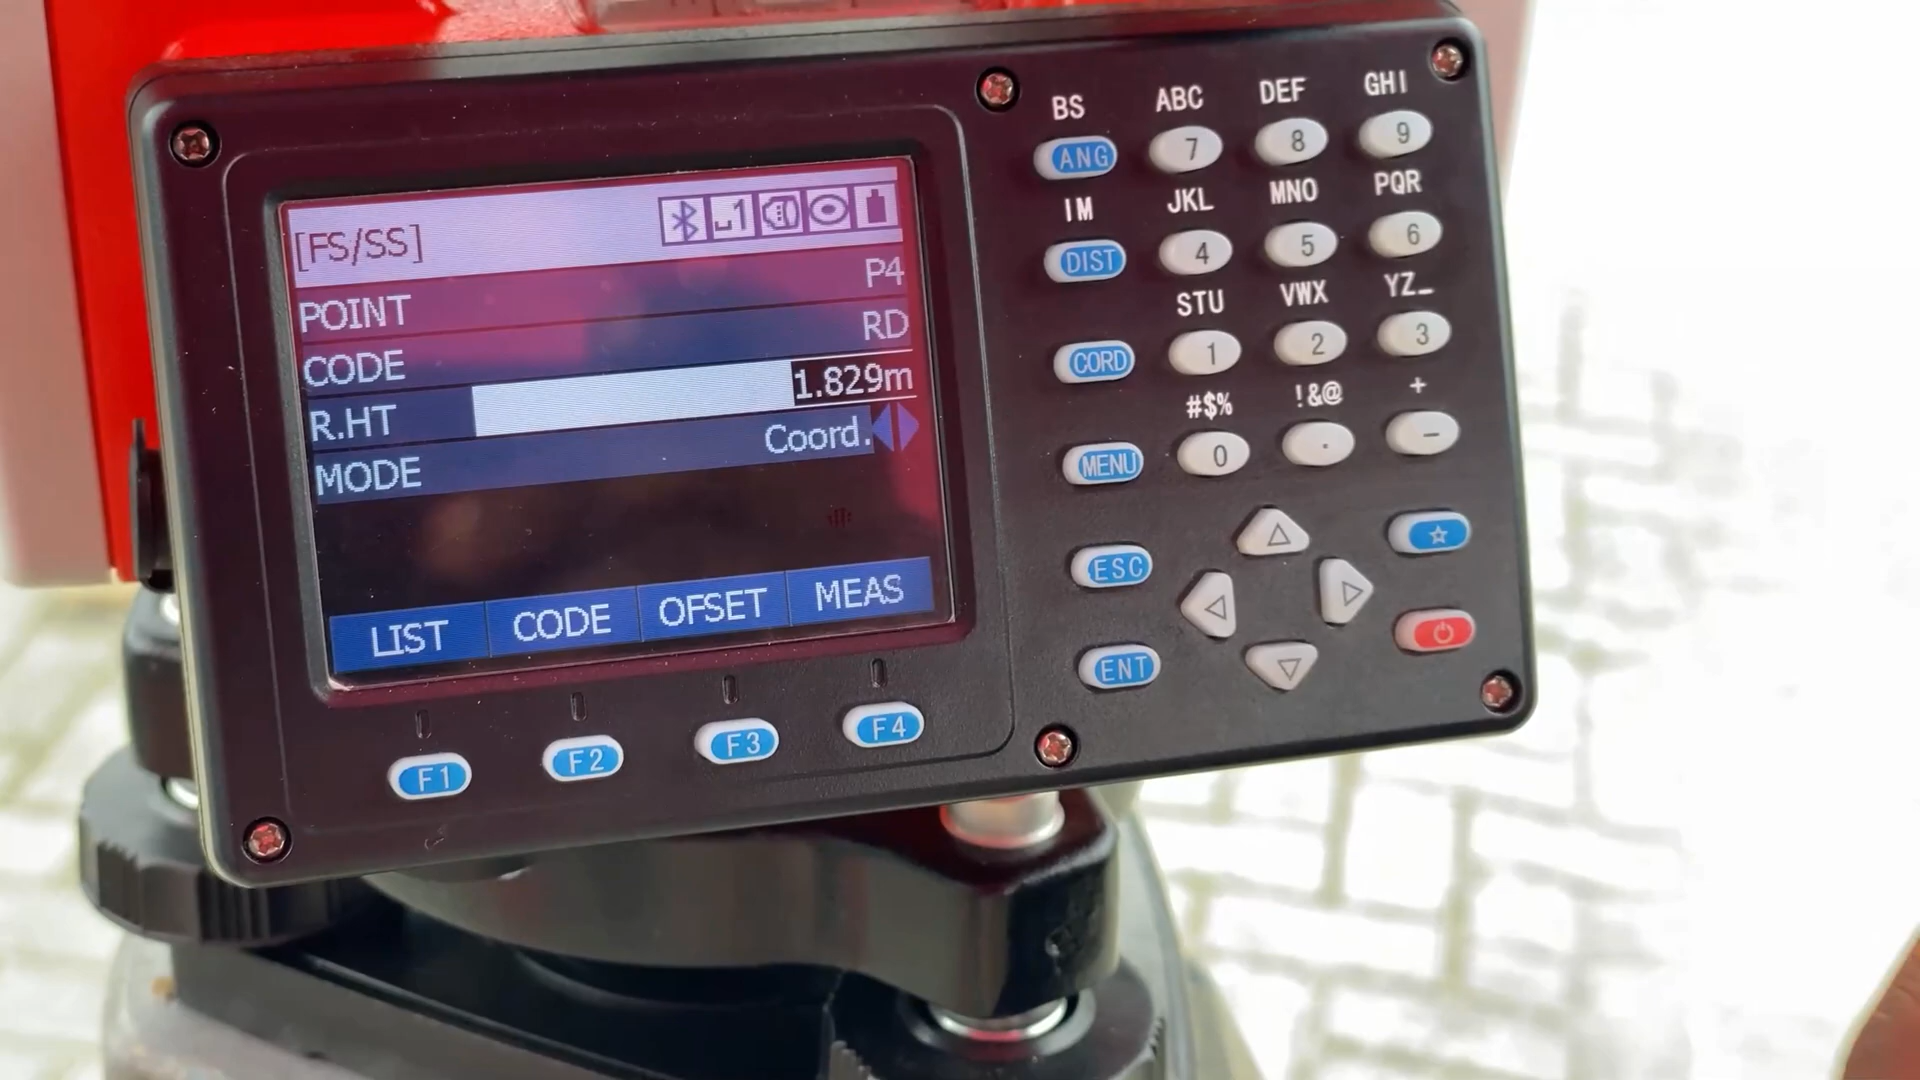 [FS/SS] 1
POINT P4
CODE RD
R.HT 1.829m
MODE Coord.
LIST CODE OFSET MEAS
F1 F2 F3 F4
BS ABC DEF GHI
ANG 7 8 9
IM JKL MNO PQR
DIST 4 5 6
STU VWX YZ_
CORD 1 2 3
#$% !&@ +
MENU 0 . -
ESC
ENT